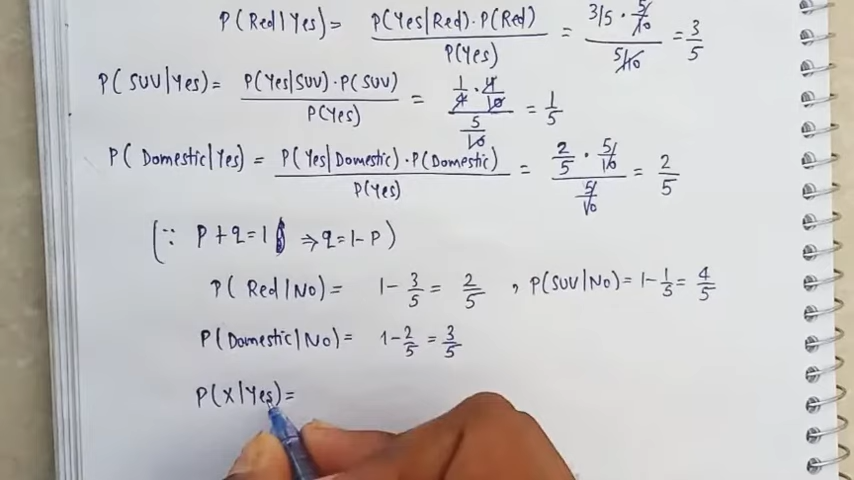 P(Red|Yes) = P(Yes|Red)·P(Red) / P(Yes) = 3/5 · 5/10 / 5/10 = 3/5
P(SUV|Yes) = P(Yes|SUV)·P(SUV) / P(Yes) = 1/4 · 4/10 / 5/10 = 1/5
P(Domestic|Yes) = P(Yes|Domestic)·P(Domestic) / P(Yes) = 2/5 · 5/10 / 5/10 = 2/5
(∵ P+q=1 ⇒ q=1-P)
P(Red|No) = 1 - 3/5 = 2/5 , P(SUV|No) = 1 - 1/5 = 4/5
P(Domestic|No) = 1 - 2/5 = 3/5
P(X|Yes) =